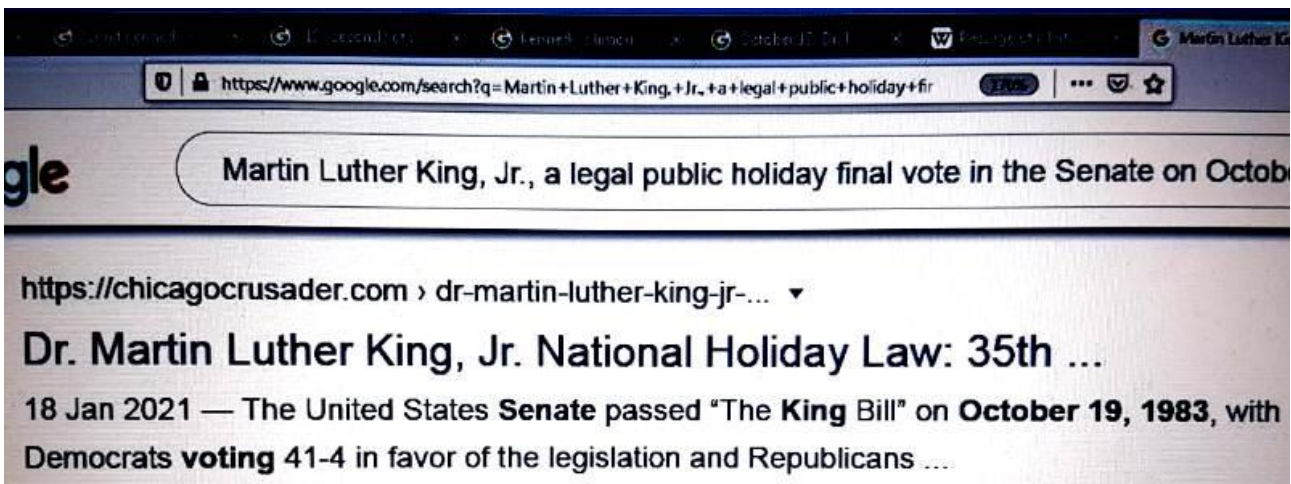 Martin Luther Ki
https://www.google.com/search?q=Martin+Luther+King,+Jr.,+a+legal+public+holiday+fir
gle
Martin Luther King, Jr., a legal public holiday final vote in the Senate on Octob
https://chicagocrusader.com › dr-martin-luther-king-jr-...
Dr. Martin Luther King, Jr. National Holiday Law: 35th ...
18 Jan 2021 — The United States Senate passed “The King Bill” on October 19, 1983, with
Democrats voting 41-4 in favor of the legislation and Republicans ...